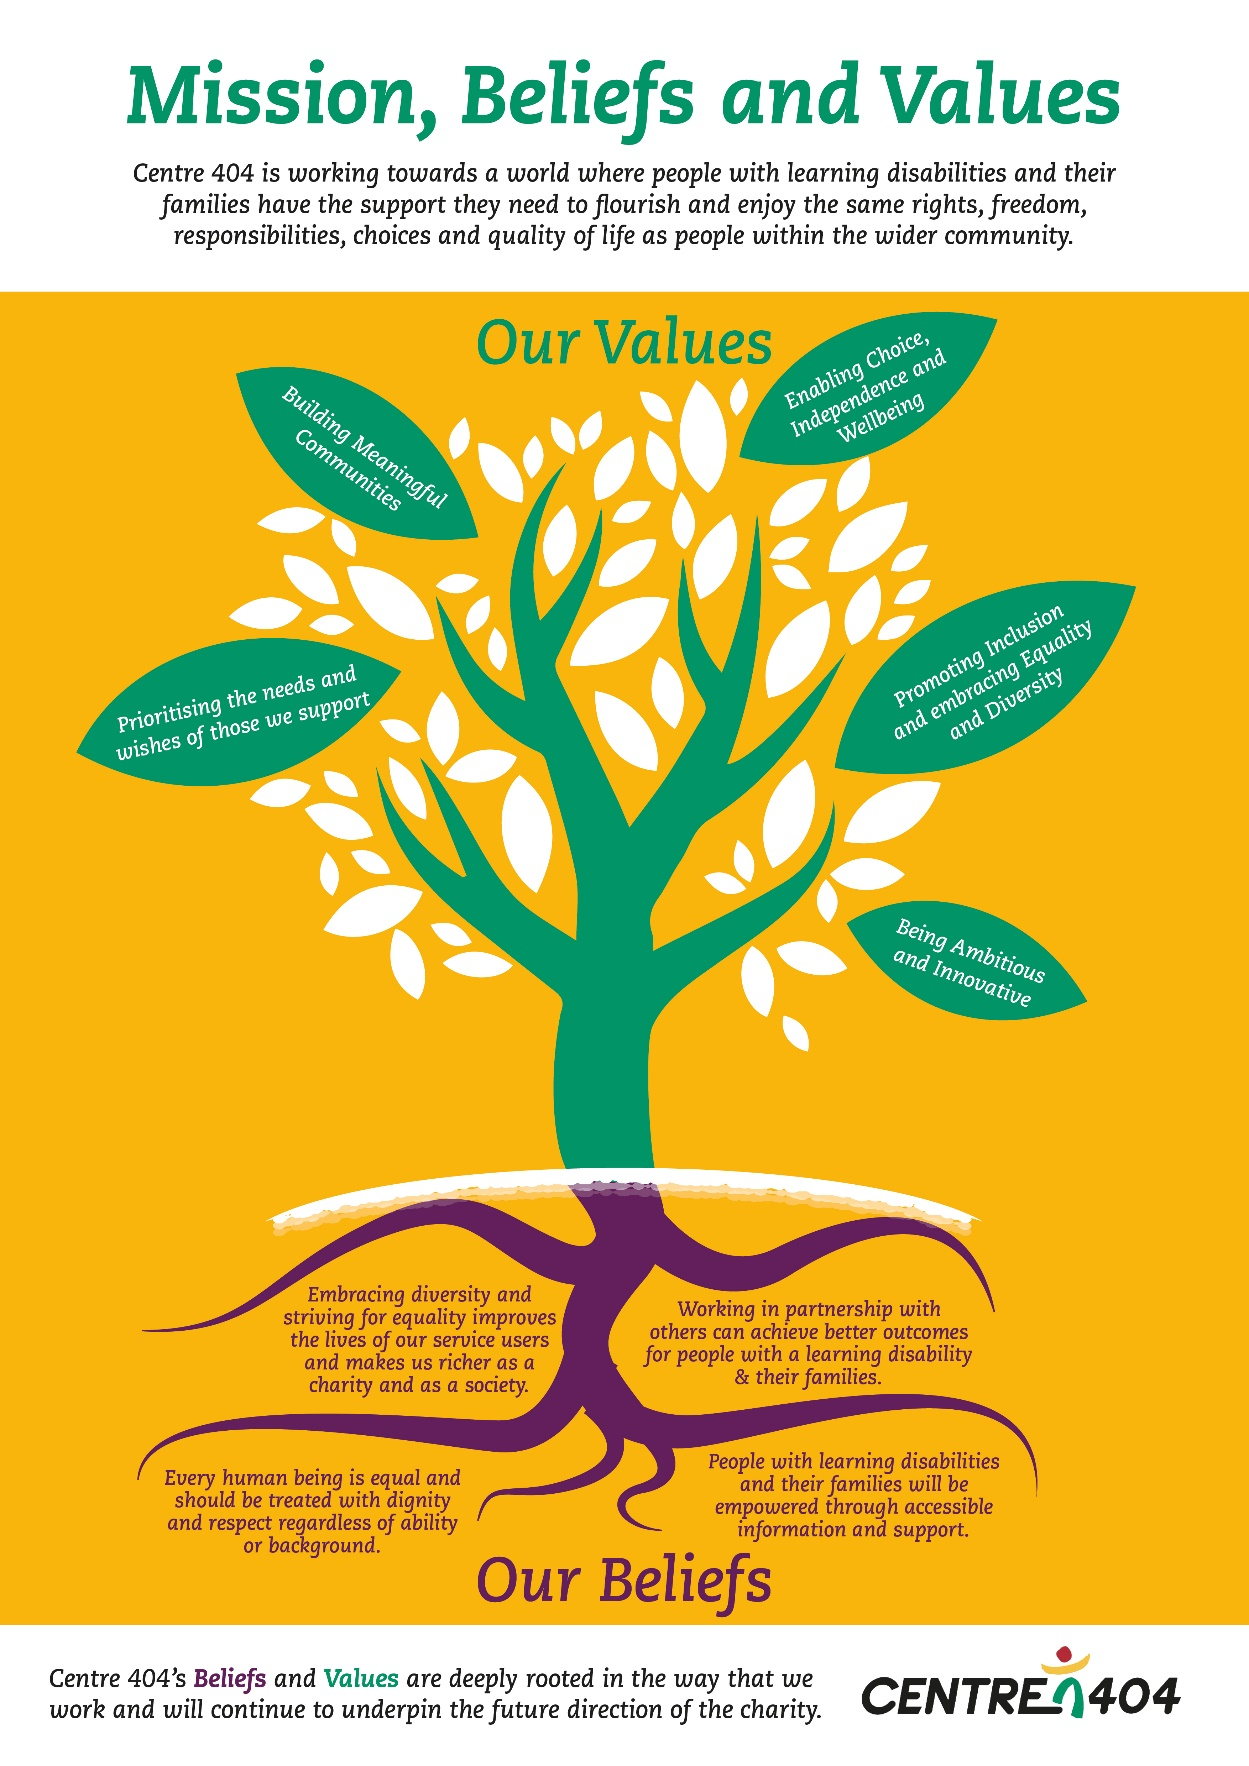 Mission, Beliefs and Values
Centre 404 is working towards a world where people with learning disabilities and their
families have the support they need to flourish and enjoy the same rights, freedom,
responsibilities, choices and quality of life as people within the wider community.
Our Values
Building Meaningful
Communities
Enabling Choice,
Independence and
Wellbeing
Prioritising the needs and
wishes of those we support
Promoting Inclusion
and embracing Equality
and Diversity
Being Ambitious
and Innovative
Embracing diversity and
striving for equality improves
the lives of our service users
and makes us richer as a
charity and as a society.
Working in partnership with
others can achieve better outcomes
for people with a learning disability
& their families.
Every human being is equal and
should be treated with dignity
and respect regardless of ability
or background.
People with learning disabilities
and their families will be
empowered through accessible
information and support.
Our Beliefs
Centre 404's Beliefs and Values are deeply rooted in the way that we
work and will continue to underpin the future direction of the charity.
CENTRE 404